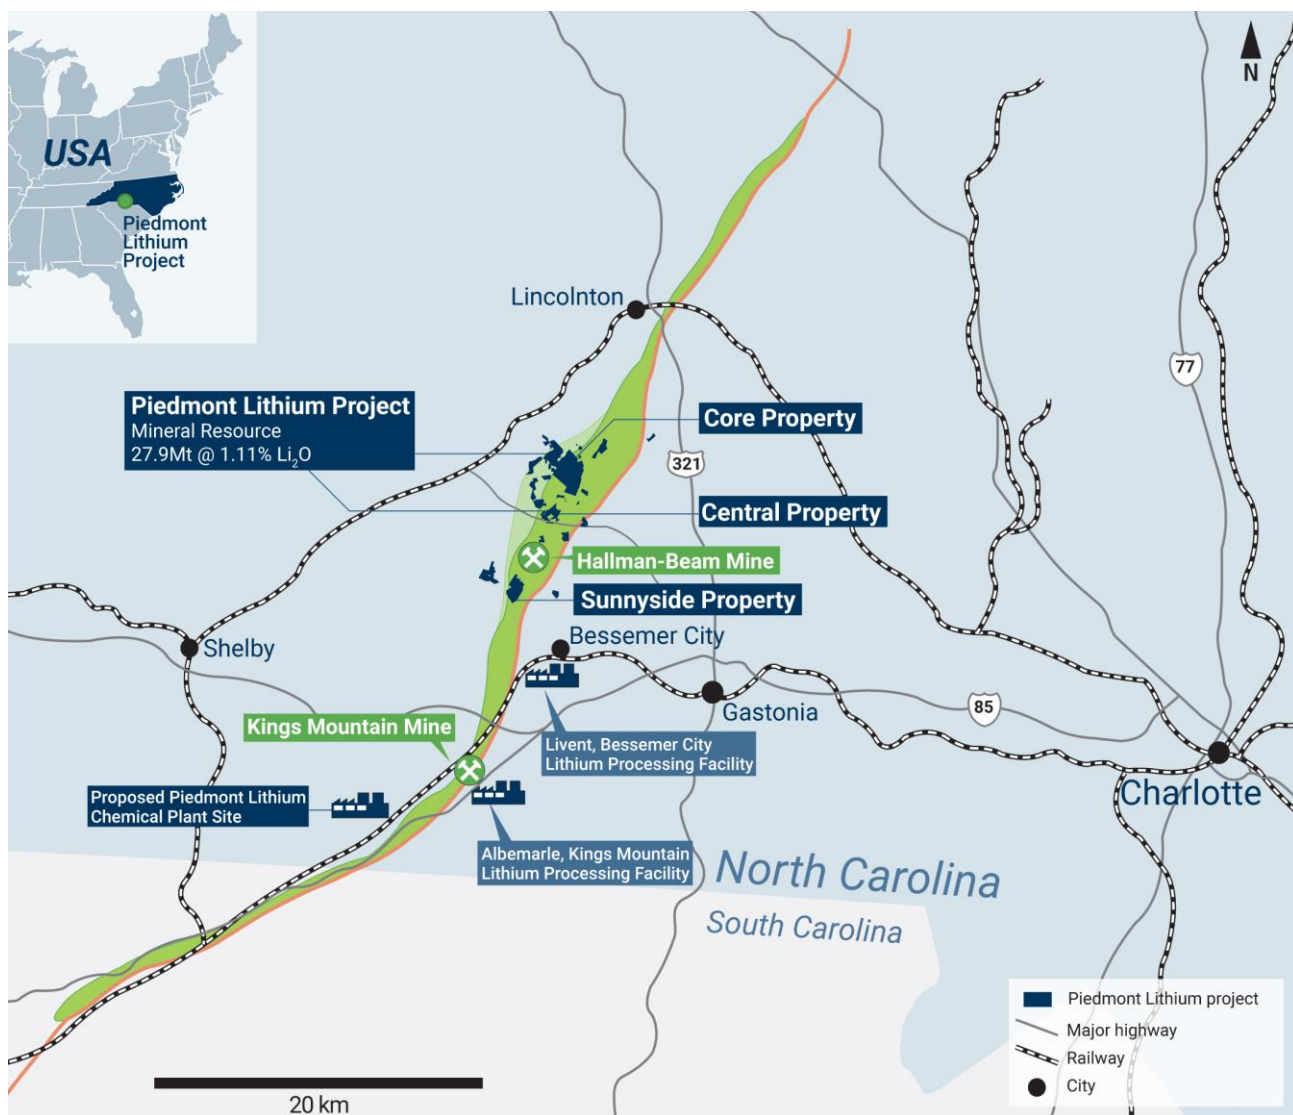 N
USA
Piedmont
Lithium
Project
Lincolnton
77
Piedmont Lithium Project
Mineral Resource
27.9Mt @ 1.11% Li₂O
Core Property
321
Central Property
Hallman-Beam Mine
Sunnyside Property
Shelby
Bessemer City
Gastonia
85
Kings Mountain Mine
Livent, Bessemer City
Lithium Processing Facility
Charlotte
Proposed Piedmont Lithium
Chemical Plant Site
Albemarle, Kings Mountain
Lithium Processing Facility
North Carolina
South Carolina
Piedmont Lithium project
Major highway
Railway
City
20 km